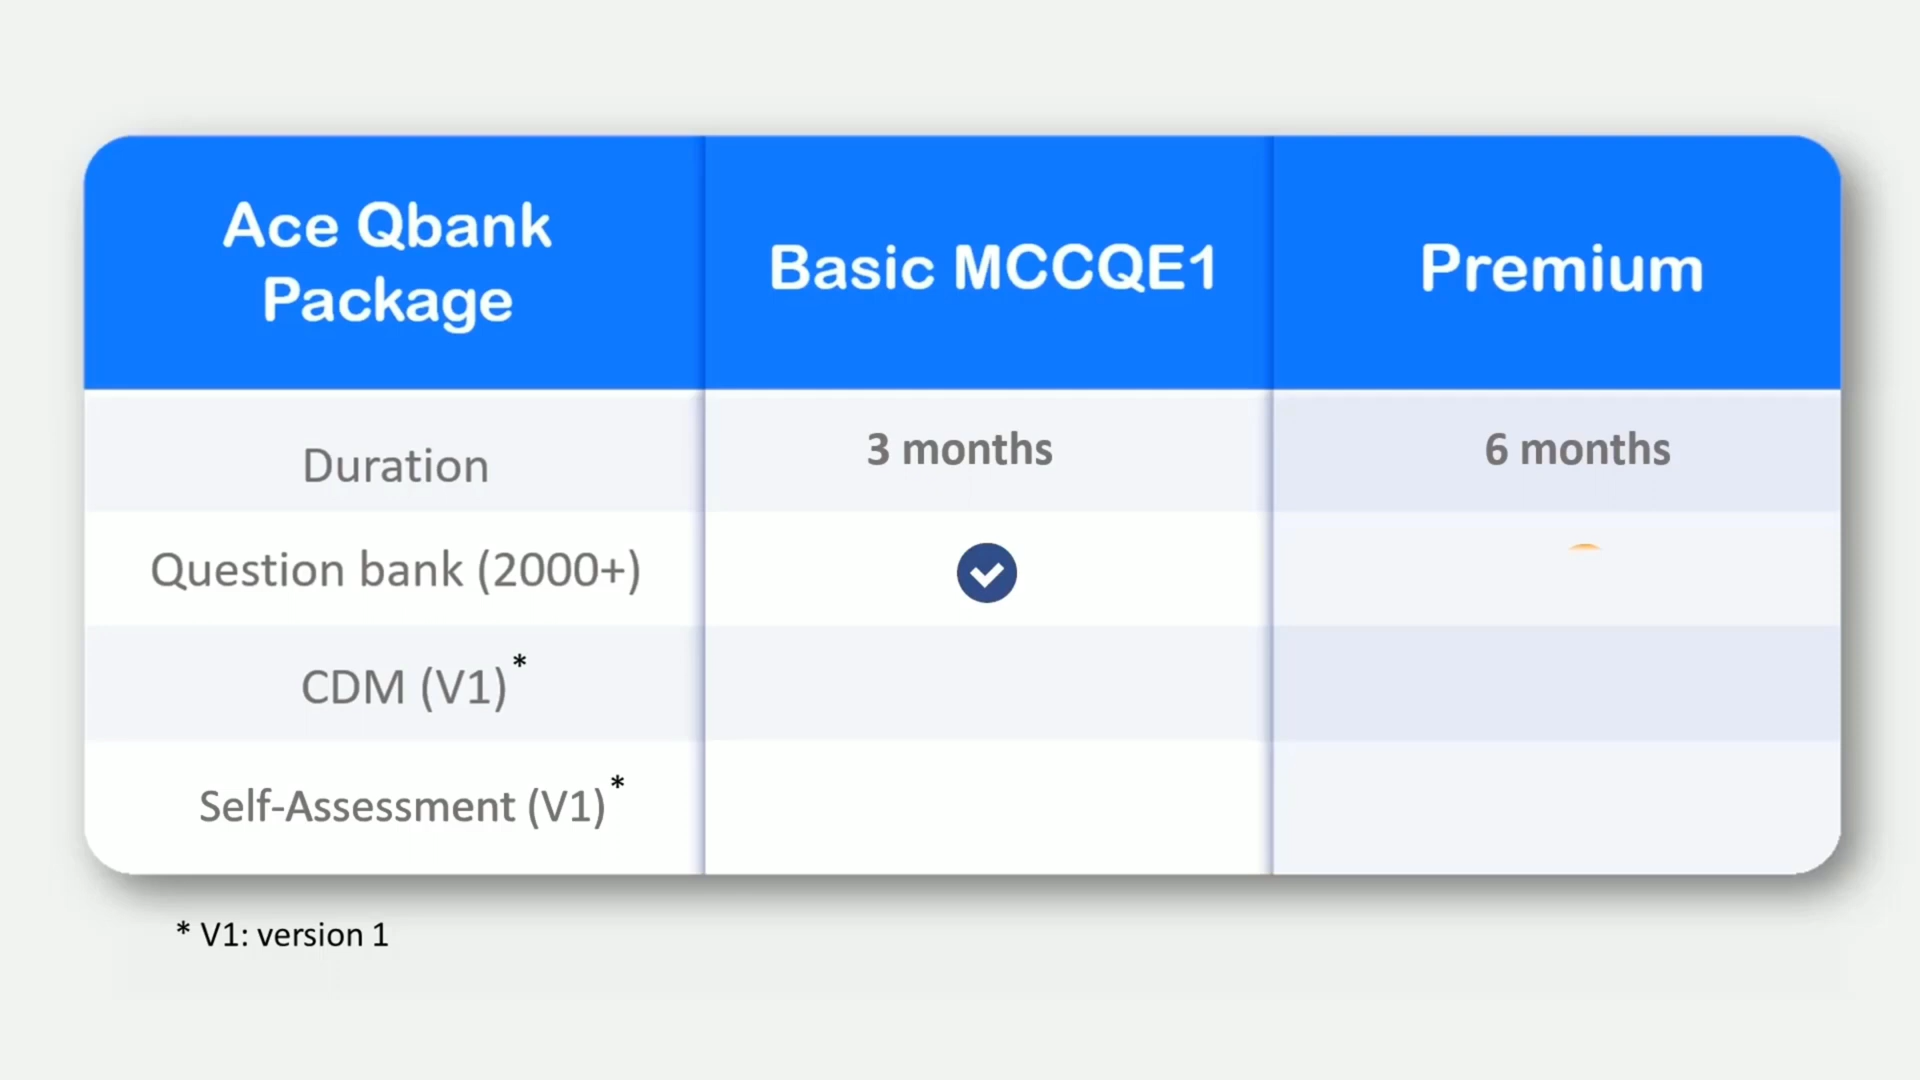 Ace Qbank
Package
Basic MCCQE1
Premium
Duration
3 months
6 months
Question bank (2000+)
CDM (V1)*
Self-Assessment (V1)*
* V1: version 1